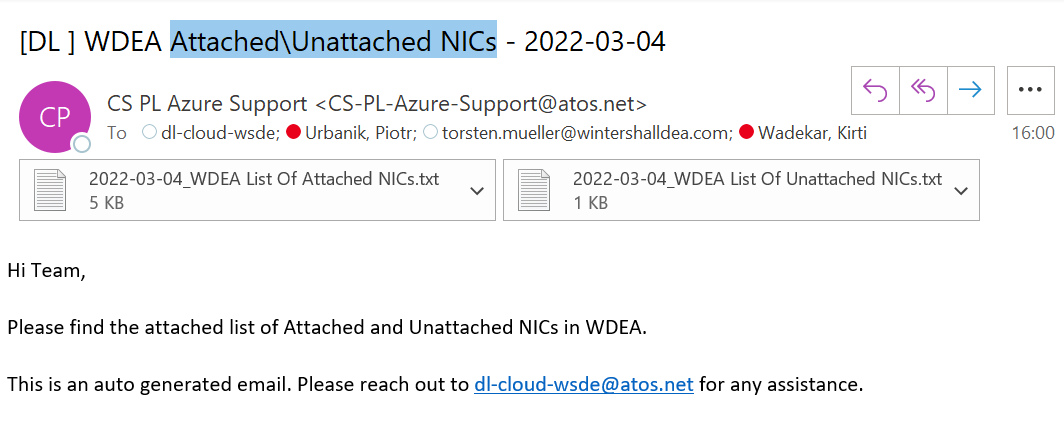 [DL ] WDEA Attached\Unattached NICs - 2022-03-04
CP
CS PL Azure Support <CS-PL-Azure-Support@atos.net>
To dl-cloud-wsde; Urbanik, Piotr; torsten.mueller@wintershalldea.com; Wadekar, Kirti
16:00
2022-03-04_WDEA List Of Attached NICs.txt
5 KB
2022-03-04_WDEA List Of Unattached NICs.txt
1 KB
Hi Team,
Please find the attached list of Attached and Unattached NICs in WDEA.
This is an auto generated email. Please reach out to dl-cloud-wsde@atos.net for any assistance.